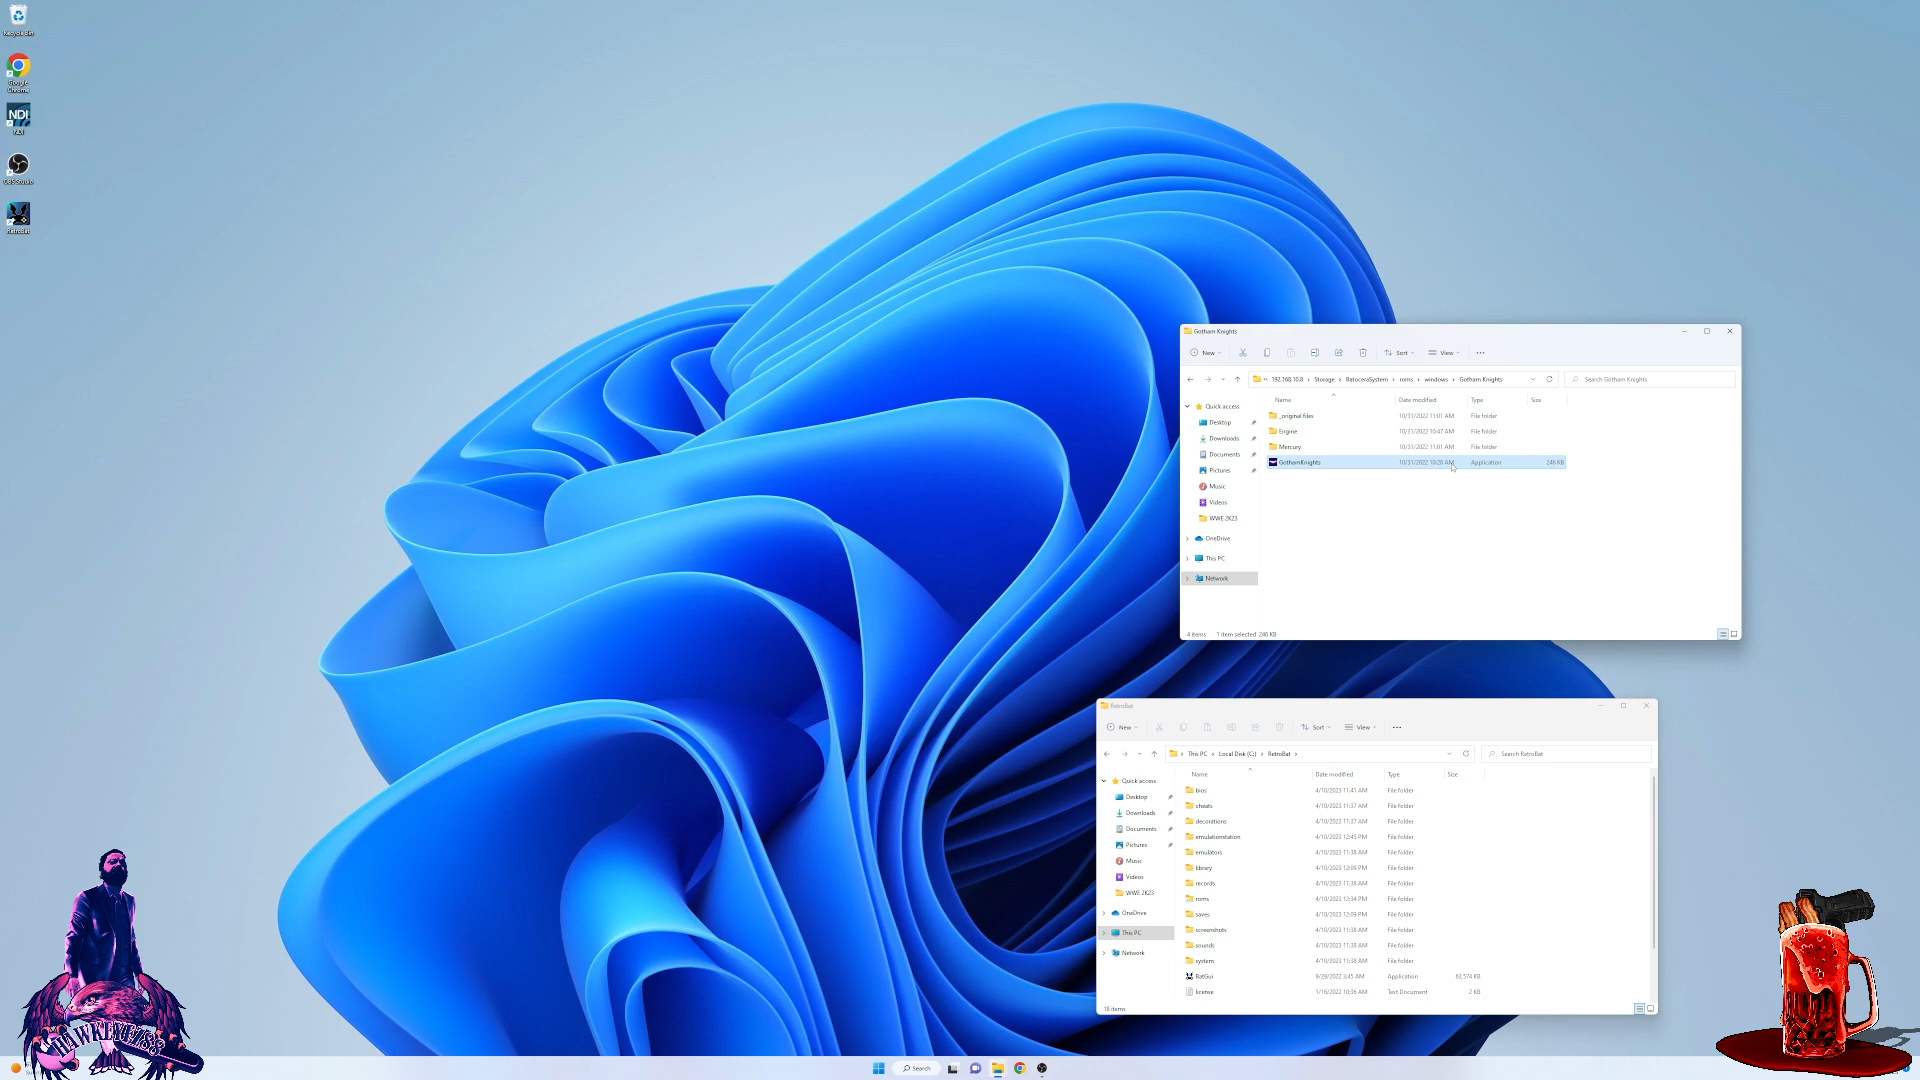 Recycle Bin
Google
Chrome
NDI
NDI
OBS Studio
RetroBat
Gotham Knights
New
Sort
View
192.168.10.8 › Storage › BatoceraSystem › roms › windows › Gotham Knights
Search Gotham Knights
Name
Date modified
Type
Size
Quick access
Desktop
Downloads
Documents
Pictures
Music
Videos
WWE 2K23
OneDrive
This PC
Network
_original files 10/31/2022 11:01 AM File folder
Engine 10/31/2022 10:47 AM File folder
Mercury 10/31/2022 11:01 AM File folder
GothamKnights 10/31/2022 10:28 AM Application 246 KB
4 items 1 item selected 246 KB
RetroBat
New
Sort
View
This PC › Local Disk (C:) › RetroBat ›
Search RetroBat
Name
Date modified
Type
Size
Quick access
Desktop
Downloads
Documents
Pictures
Music
Videos
WWE 2K23
OneDrive
This PC
Network
bios 4/10/2023 11:41 AM File folder
cheats 4/10/2023 11:37 AM File folder
decorations 4/10/2023 11:37 AM File folder
emulationstation 4/10/2023 12:45 PM File folder
emulators 4/10/2023 11:38 AM File folder
library 4/10/2023 12:09 PM File folder
records 4/10/2023 11:38 AM File folder
roms 4/10/2023 12:34 PM File folder
saves 4/10/2023 12:09 PM File folder
screenshots 4/10/2023 11:38 AM File folder
sounds 4/10/2023 11:38 AM File folder
system 4/10/2023 11:38 AM File folder
BatGui 9/29/2022 3:45 AM Application 63,574 KB
license 1/16/2022 10:36 AM Text Document 2 KB
18 items
HAWKEYE7.SS
Search